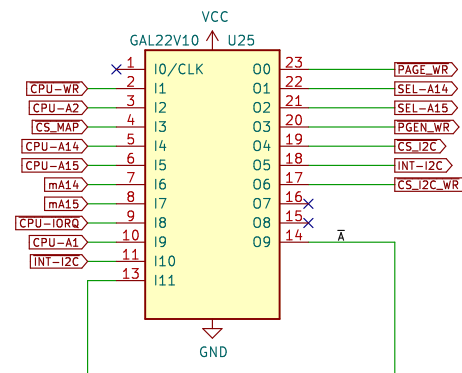 VCC
GAL22V10 U25
1 I0/CLK O0 23 PAGE_WR
CPU-WR 2 I1 O1 22 SEL-A14
CPU-A2 3 I2 O2 21 SEL-A15
CS_MAP 4 I3 O3 20 PGEN_WR
CPU-A14 5 I4 O4 19 CS_I2C
CPU-A15 6 I5 O5 18 INT-I2C
mA14 7 I6 O6 17 CS_I2C_WR
mA15 8 I7 O7 16
CPU-IORQ 9 I8 O8 15
CPU-A1 10 I9 O9 14 A
INT-I2C 11 I10
13 I11
GND